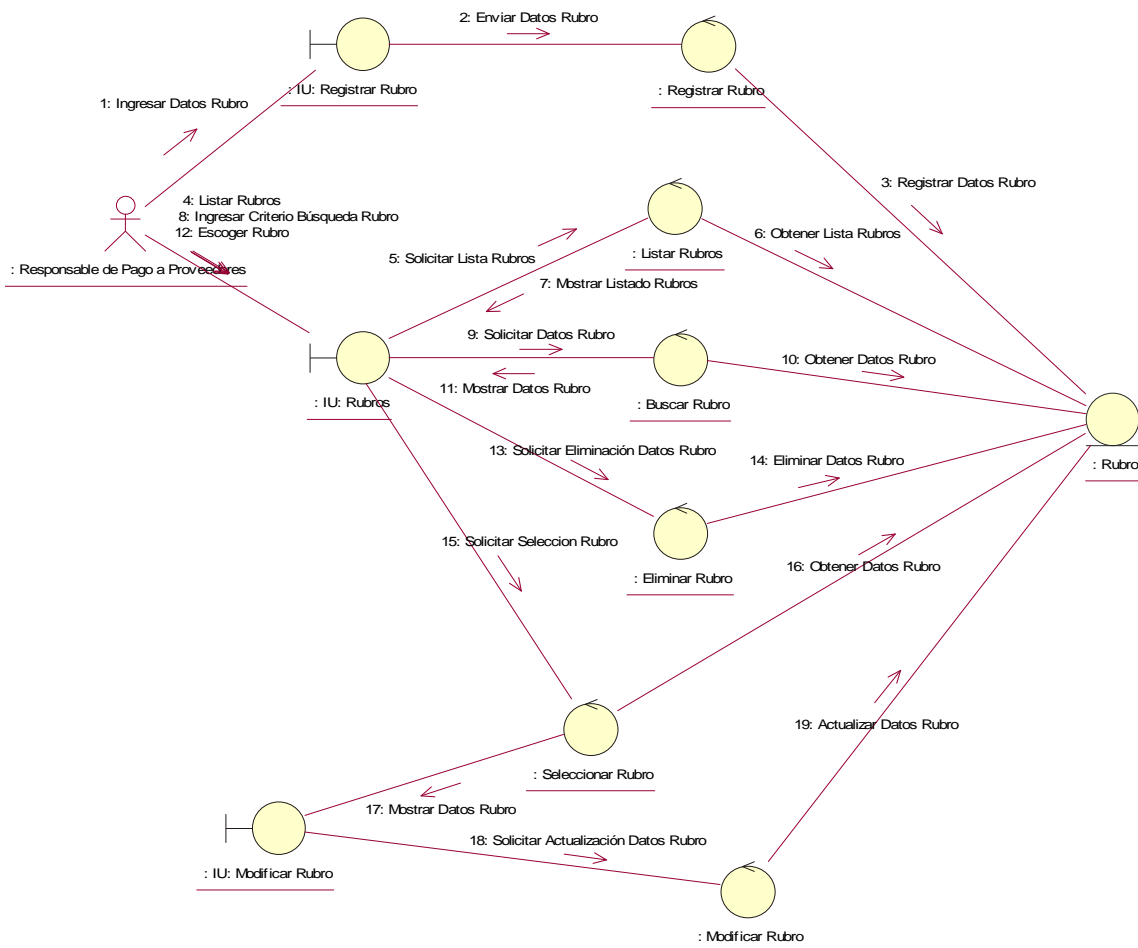 2: Enviar Datos Rubro
: IU: Registrar Rubro
: Registrar Rubro
1: Ingresar Datos Rubro
3: Registrar Datos Rubro
4: Listar Rubros
8: Ingresar Criterio Búsqueda Rubro
12: Escoger Rubro
: Responsable de Pago a Proveedores
6: Obtener Lista Rubros
: Listar Rubros
5: Solicitar Lista Rubros
7: Mostrar Listado Rubros
9: Solicitar Datos Rubro
10: Obtener Datos Rubro
11: Mostrar Datos Rubro
: IU: Rubros
: Buscar Rubro
13: Solicitar Eliminación Datos Rubro
14: Eliminar Datos Rubro
: Rubro
15: Solicitar Seleccion Rubro
: Eliminar Rubro
16: Obtener Datos Rubro
19: Actualizar Datos Rubro
: Seleccionar Rubro
17: Mostrar Datos Rubro
18: Solicitar Actualización Datos Rubro
: IU: Modificar Rubro
: Modificar Rubro